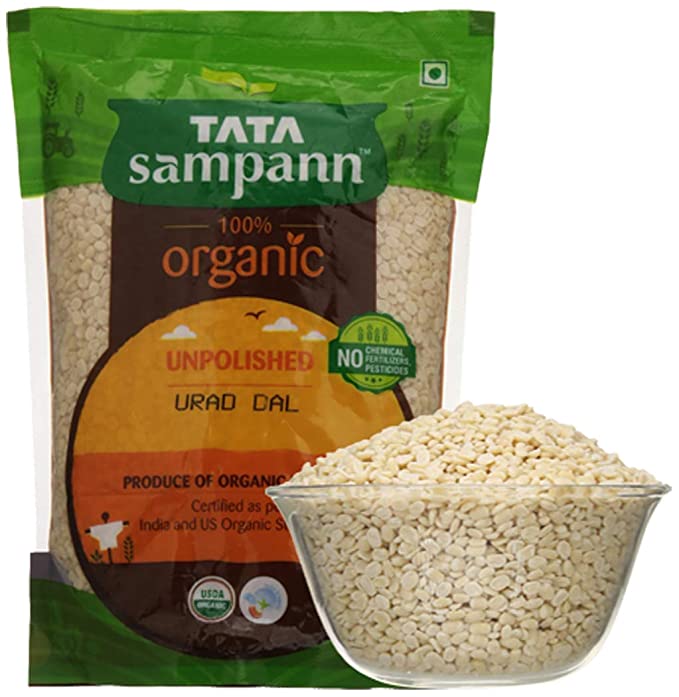 TATA
sampann™
100%
organic
UNPOLISHED
URAD DAL
NO CHEMICAL
FERTILIZERS,
PESTICIDES
PRODUCE OF ORGANIC
Certified as
India and US Organic
USDA
ORGANIC